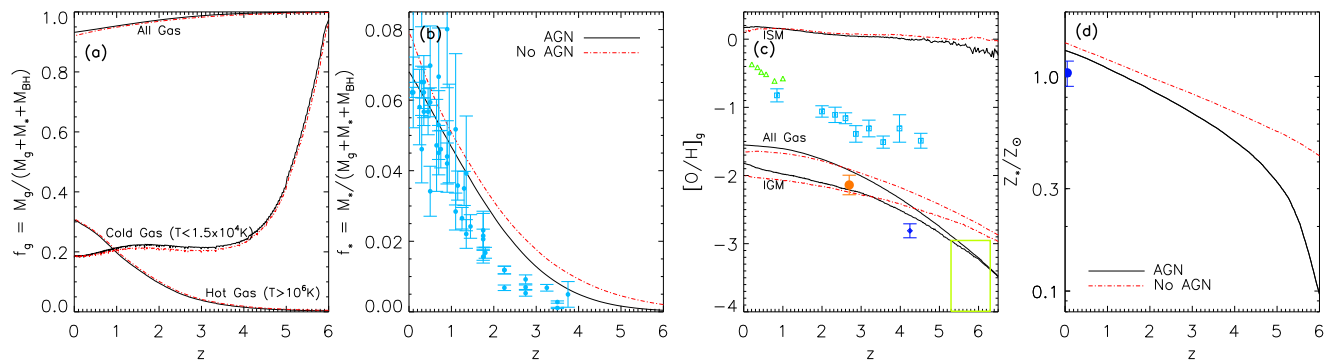 f_g = M_g/(M_g+M_*+M_BH)
1.0
0.8
0.6
0.4
0.2
0.0
All Gas
(a)
Cold Gas (T<1.5x10^4K)
Hot Gas (T>10^6K)
0 1 2 3 4 5 6
z
f_* = M_*/(M_g+M_*+M_BH)
0.08
0.06
0.04
0.02
0.00
(b)
AGN
No AGN
0 1 2 3 4 5 6
z
[O/H]_g
0
−1
−2
−3
−4
ISM
(c)
All Gas
IGM
0 1 2 3 4 5 6
z
Z_*/Z_⊙
1.0
0.3
0.1
(d)
AGN
No AGN
0 1 2 3 4 5 6
z